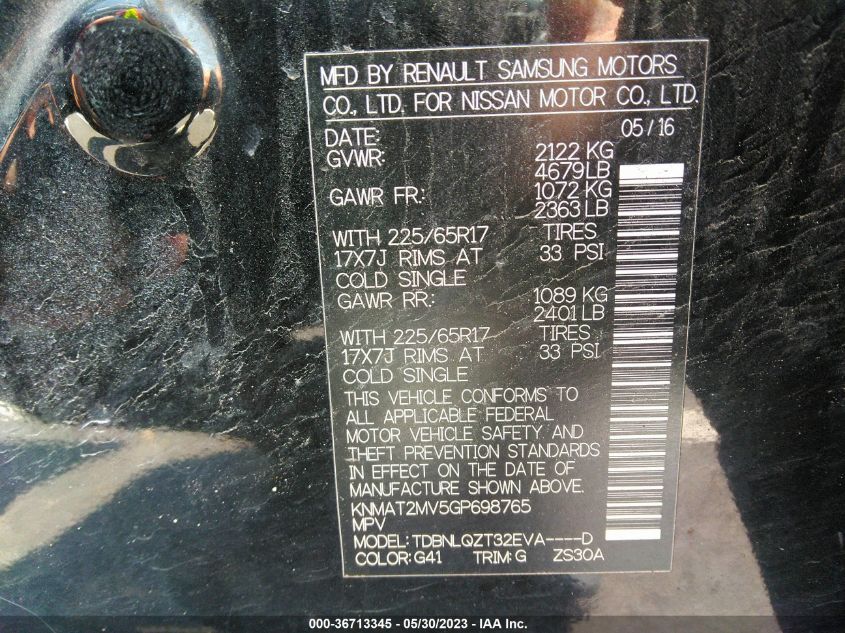 MFD BY RENAULT SAMSUNG MOTORS
CO., LTD. FOR NISSAN MOTOR CO., LTD.
DATE: 05/16
GVWR: 2122 KG
4679LB
GAWR FR.: 1072 KG
2363 LB
WITH 225/65R17 TIRES
17X7J RIMS AT 33 PSI
COLD SINGLE
GAWR RR.: 1089 KG
2401 LB
WITH 225/65R17 TIRES
17X7J RIMS AT 33 PSI
COLD SINGLE
THIS VEHICLE CONFORMS TO
ALL APPLICABLE FEDERAL
MOTOR VEHICLE SAFETY AND
THEFT PREVENTION STANDARDS
IN EFFECT ON THE DATE OF
MANUFACTURE SHOWN ABOVE.
KNMAT2MV5GP698765
MPV
MODEL:TDBNLQZT32EVA----D
COLOR:G41 TRIM:G ZS30A
000-36713345 - 05/30/2023 - IAA Inc.